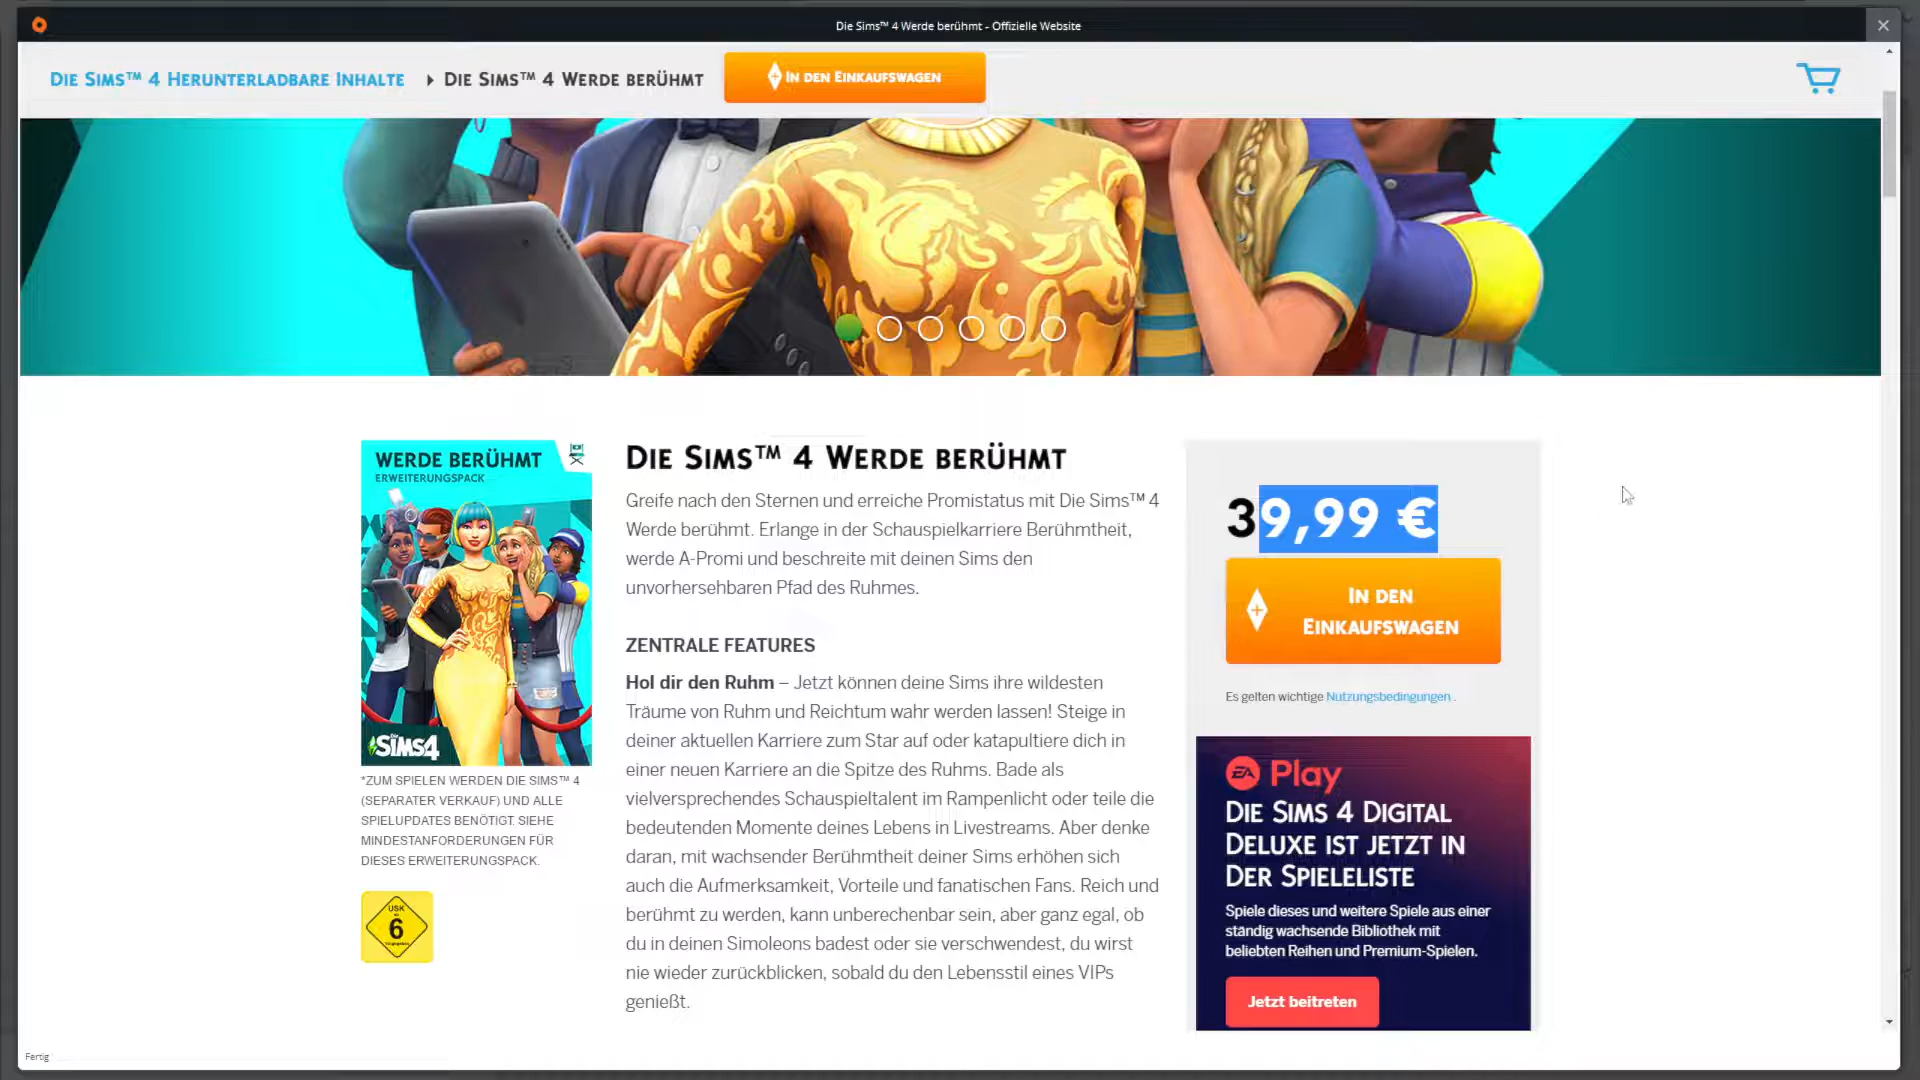 Die Sims™ 4 Werde berühmt - Offizielle Website
Die Sims™ 4 Herunterladbare Inhalte
Die Sims™ 4 Werde berühmt
In den Einkaufswagen
WERDE BERÜHMT
ERWEITERUNGSPACK
Die SIMS4
*ZUM SPIELEN WERDEN DIE SIMS™ 4
(SEPARATER VERKAUF) UND ALLE
SPIELUPDATES BENÖTIGT. SIEHE
MINDESTANFORDERUNGEN FÜR
DIESES ERWEITERUNGSPACK.
USK
6
Die Sims™ 4 Werde berühmt
Greife nach den Sternen und erreiche Promistatus mit Die Sims™ 4
Werde berühmt. Erlange in der Schauspielkarriere Berühmtheit,
werde A-Promi und beschreite mit deinen Sims den
unvorhersehbaren Pfad des Ruhmes.
ZENTRALE FEATURES
Hol dir den Ruhm – Jetzt können deine Sims ihre wildesten
Träume von Ruhm und Reichtum wahr werden lassen! Steige in
deiner aktuellen Karriere zum Star auf oder katapultiere dich in
einer neuen Karriere an die Spitze des Ruhms. Bade als
vielversprechendes Schauspieltalent im Rampenlicht oder teile die
bedeutenden Momente deines Lebens in Livestreams. Aber denke
daran, mit wachsender Berühmtheit deiner Sims erhöhen sich
auch die Aufmerksamkeit, Vorteile und fanatischen Fans. Reich und
berühmt zu werden, kann unberechenbar sein, aber ganz egal, ob
du in deinen Simoleons badest oder sie verschwendest, du wirst
nie wieder zurückblicken, sobald du den Lebensstil eines VIPs
genießt.
39,99 €
In den
Einkaufswagen
Es gelten wichtige Nutzungsbedingungen .
EA Play
Die Sims 4 Digital
Deluxe ist jetzt in
Der Spieleliste
Spiele dieses und weitere Spiele aus einer
ständig wachsende Bibliothek mit
beliebten Reihen und Premium-Spielen.
Jetzt beitreten
Fertig